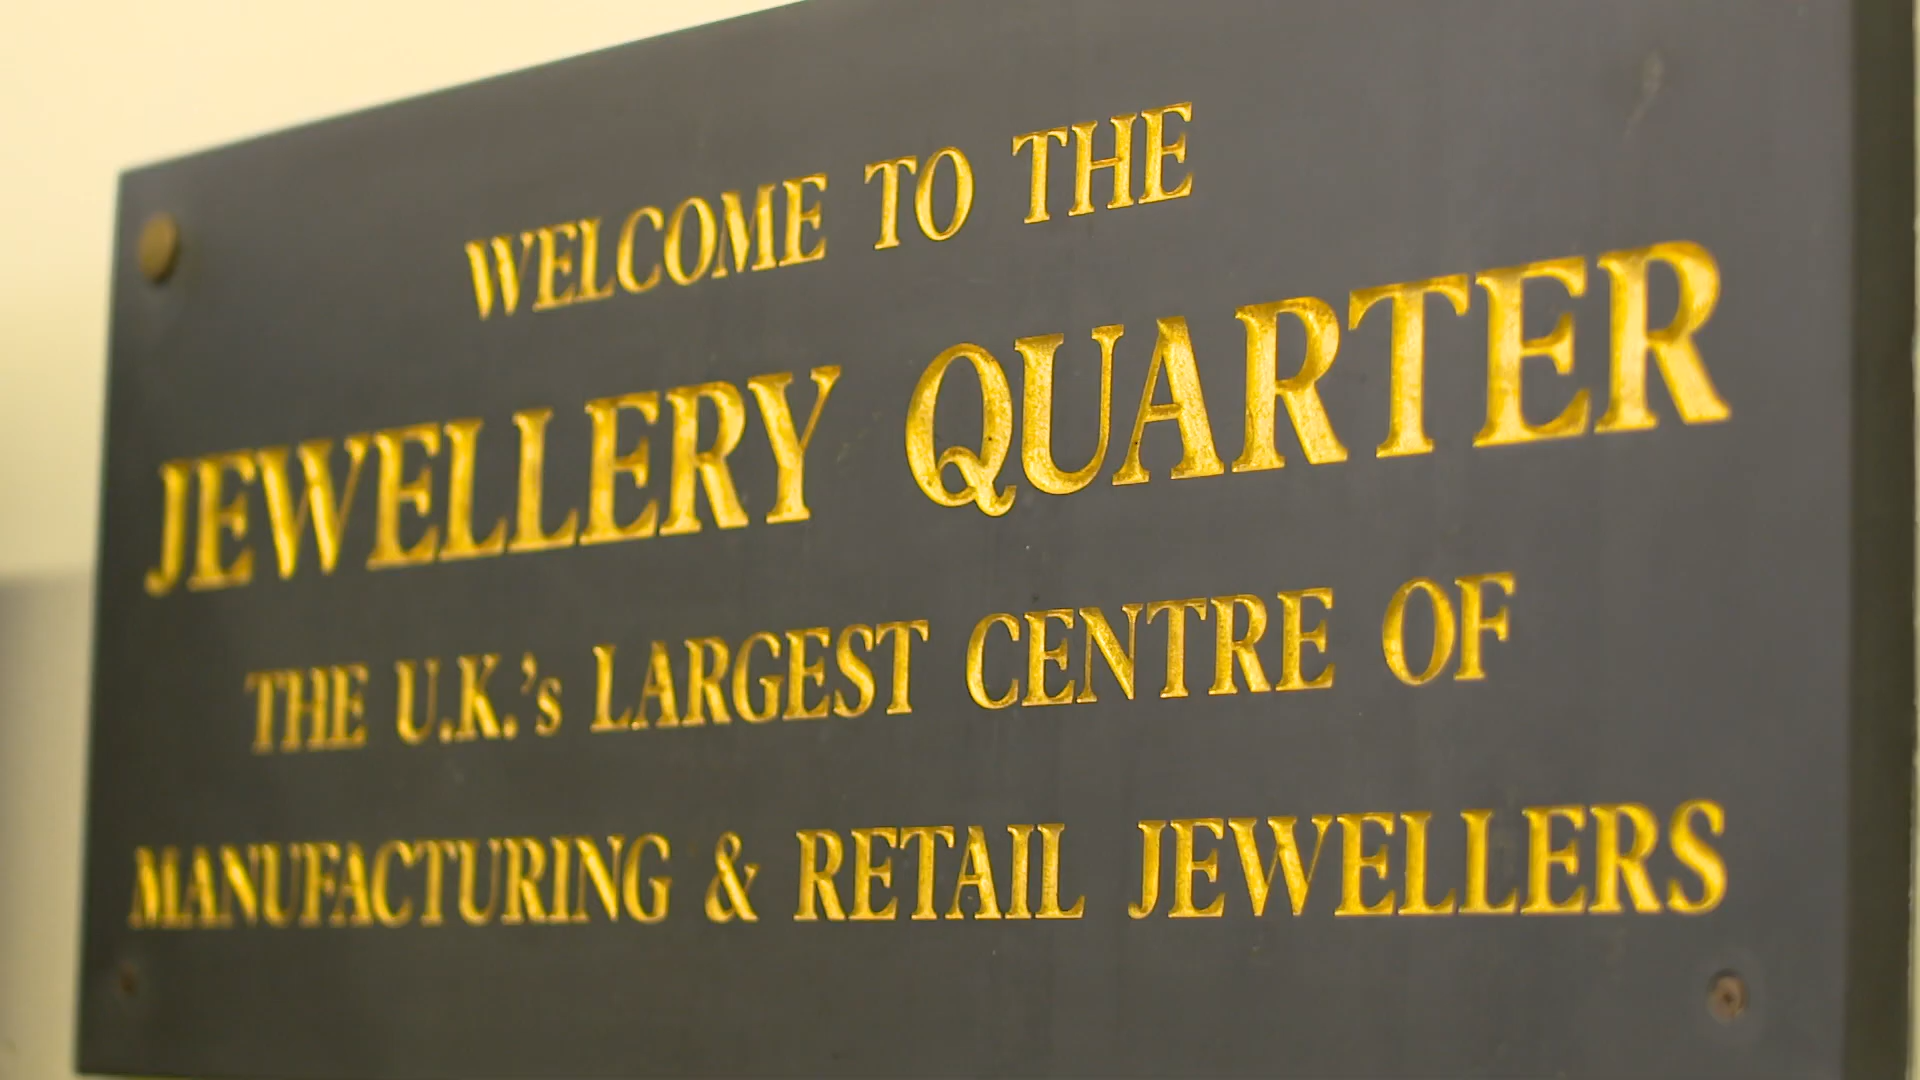 WELCOME TO THE
JEWELLERY QUARTER
THE U.K.'s LARGEST CENTRE OF
MANUFACTURING & RETAIL JEWELLERS